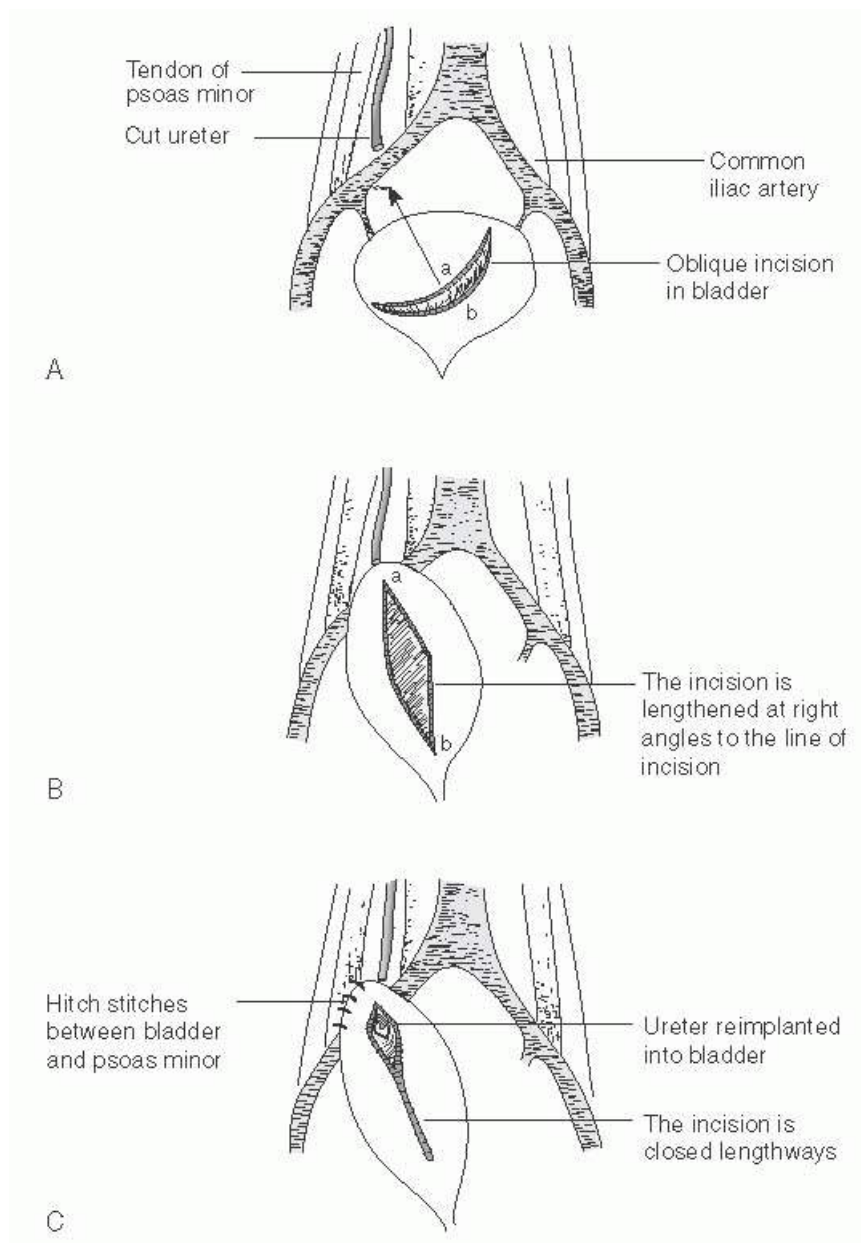 Tendon of
psoas minor
Cut ureter
Common
iliac artery
a
Oblique incision
in bladder
b
A
a
The incision is
lengthened at right
angles to the line of
incision
b
B
Hitch stitches
between bladder
and psoas minor
Ureter reimplanted
into bladder
The incision is
closed lengthways
C